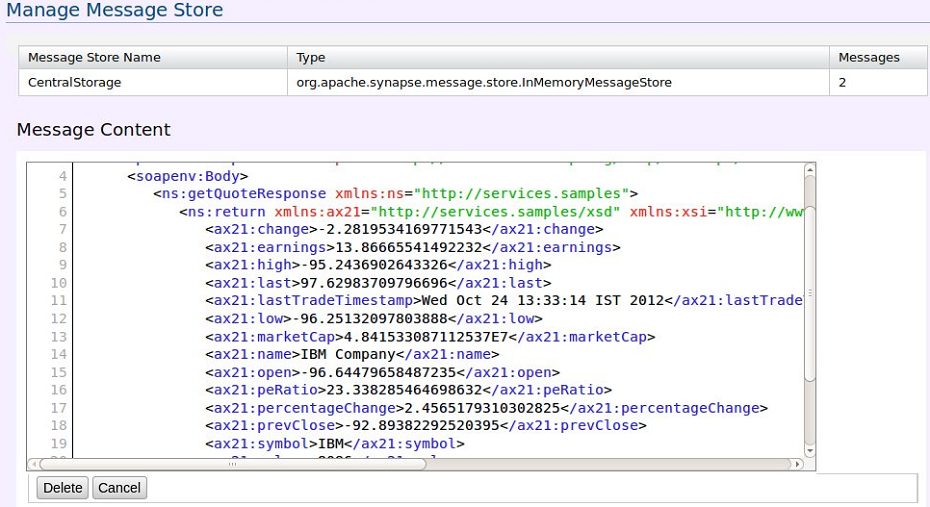 Manage Message Store
Message Store Name Type Messages
CentralStorage org.apache.synapse.message.store.InMemoryMessageStore 2
Message Content
4 <soapenv:Body>
5 <ns:getQuoteResponse xmlns:ns="http://services.samples">
6 <ns:return xmlns:ax21="http://services.samples/xsd" xmlns:xsi="http://ww
7 <ax21:change>-2.2819534169771543</ax21:change>
8 <ax21:earnings>13.86665541492232</ax21:earnings>
9 <ax21:high>-95.2436902643326</ax21:high>
10 <ax21:last>97.62983709796696</ax21:last>
11 <ax21:lastTradeTimestamp>Wed Oct 24 13:33:14 IST 2012</ax21:lastTrade
12 <ax21:low>-96.25132097803888</ax21:low>
13 <ax21:marketCap>4.841533087112537E7</ax21:marketCap>
14 <ax21:name>IBM Company</ax21:name>
15 <ax21:open>-96.64479658487235</ax21:open>
16 <ax21:peRatio>23.338285464698632</ax21:peRatio>
17 <ax21:percentageChange>2.4565179310302825</ax21:percentageChange>
18 <ax21:prevClose>-92.89382292520395</ax21:prevClose>
19 <ax21:symbol>IBM</ax21:symbol>
Delete Cancel